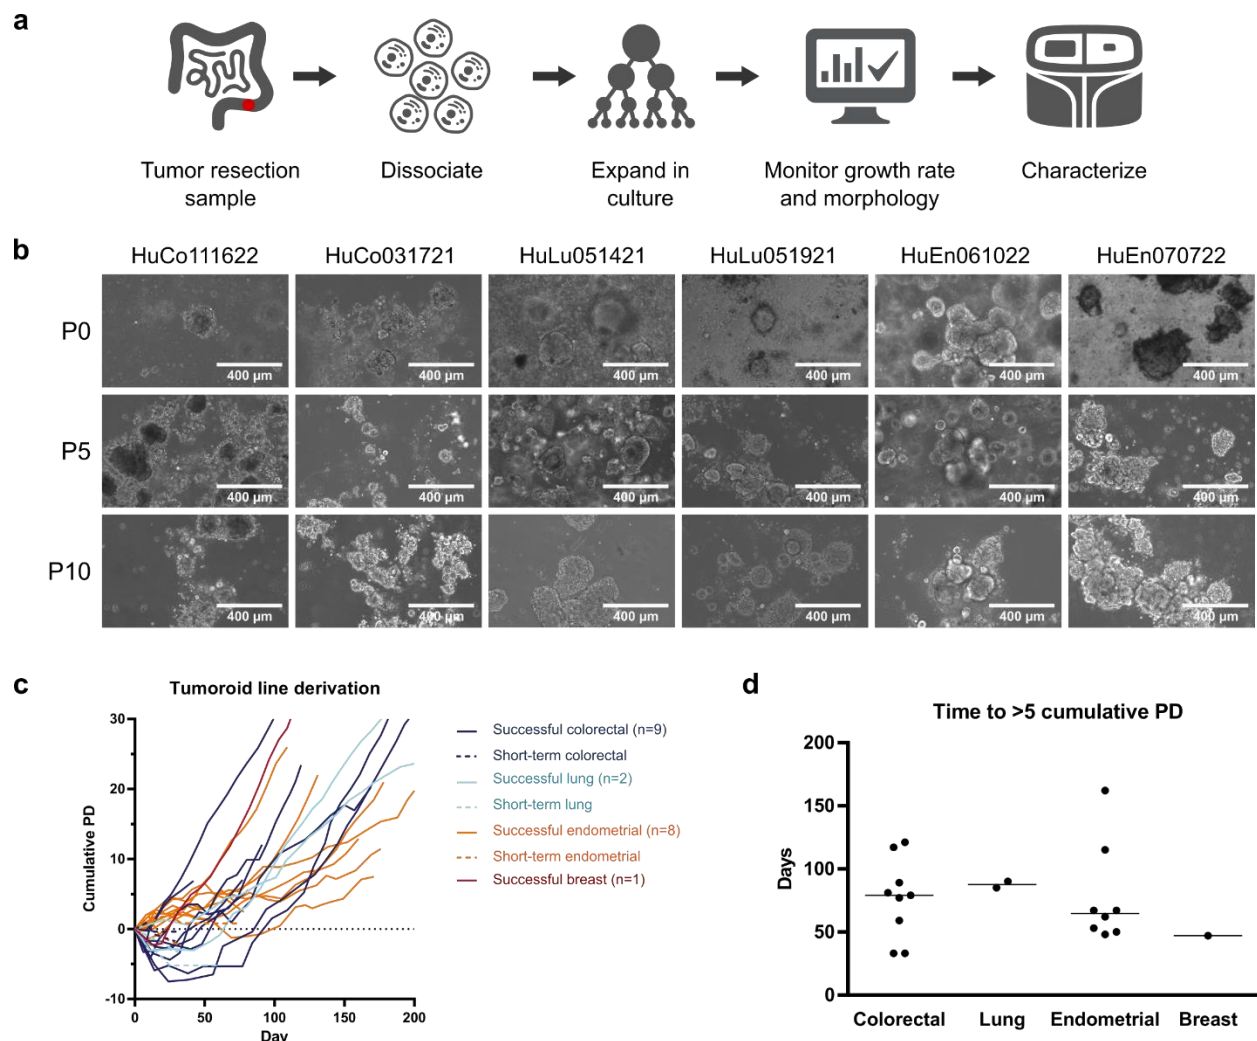 a
Tumor resection
sample
Dissociate
Expand in
culture
Monitor growth rate
and morphology
Characterize
b
HuCo111622
HuCo031721
HuLu051421
HuLu051921
HuEn061022
HuEn070722
P0
400 µm
400 µm
400 µm
400 µm
400 µm
400 µm
P5
400 µm
400 µm
400 µm
400 µm
400 µm
400 µm
P10
400 µm
400 µm
400 µm
400 µm
400 µm
400 µm
c
Tumoroid line derivation
Cumulative PD
30
20
10
0
-10
0
50
100
150
200
Day
Successful colorectal (n=9)
Short-term colorectal
Successful lung (n=2)
Short-term lung
Successful endometrial (n=8)
Short-term endometrial
Successful breast (n=1)
d
Time to >5 cumulative PD
Days
200
150
100
50
0
Colorectal
Lung
Endometrial
Breast